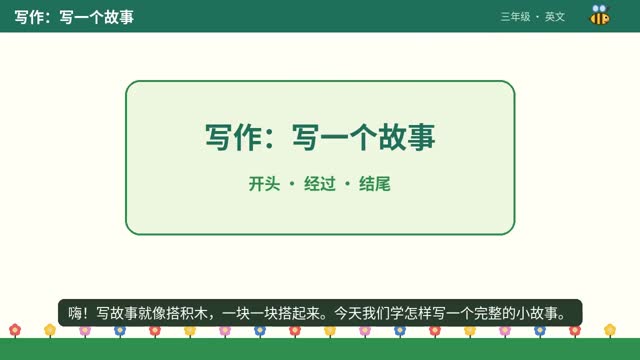 写作：写一个故事
三年级 · 英文
写作：写一个故事
开头 · 经过 · 结尾
嗨！写故事就像搭积木，一块一块搭起来。今天我们学怎样写一个完整的小故事。